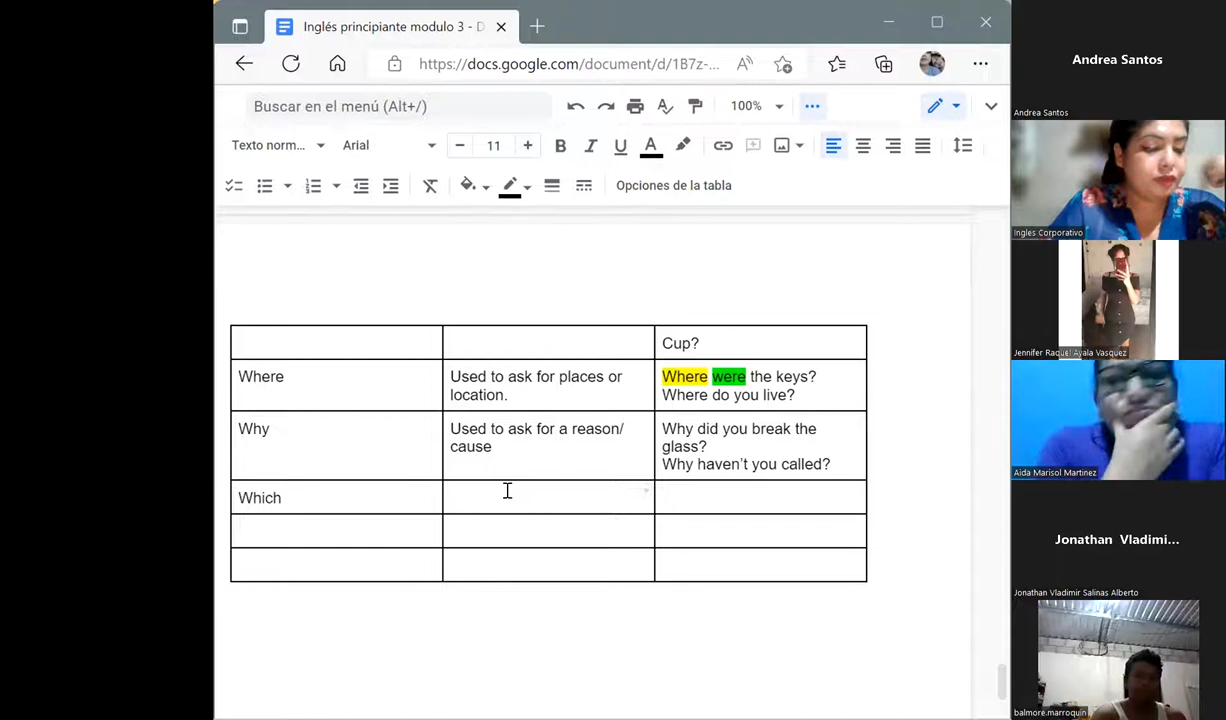 Inglés principiante modulo 3 - D
https://docs.google.com/document/d/1B7z-...
Buscar en el menú (Alt+/)
100%
Texto norm...
Arial
11
B I U A
Opciones de la tabla
Cup?
Where
Used to ask for places or
location.
Where were the keys?
Where do you live?
Why
Used to ask for a reason/
cause
Why did you break the
glass?
Why haven't you called?
Which
Andrea Santos
Andrea Santos
Ingles Corporativo
Jennifer Raquel Ayala Vasquez
Aida Marisol Martinez
Jonathan Vladimi...
Jonathan Vladimir Salinas Alberto
balmore.marroquin